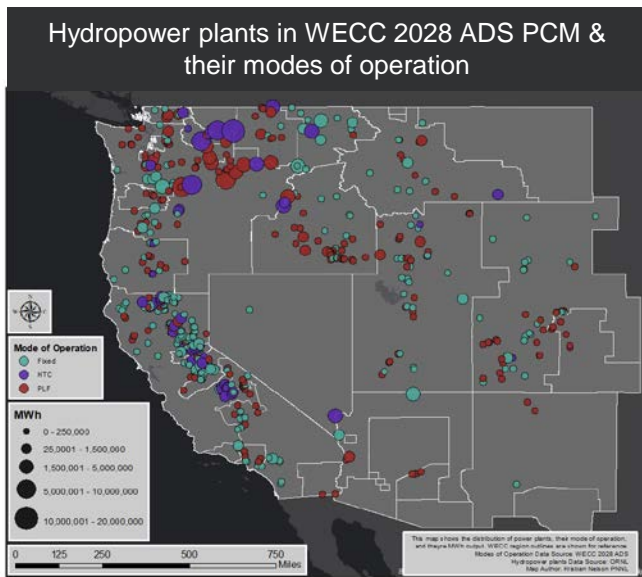 Hydropower plants in WECC 2028 ADS PCM &
their modes of operation
N
W
E
S
Mode of Operation
Fixed
HTC
PLF
MWh
0 - 250,000
25,0001 - 1,500,000
1,500,001 - 5,000,000
5,000,001 - 10,000,000
10,000,001 - 20,000,000
0 125 250 500 750
Miles
This map shows the distribution of power plants, their mode of operation,
and theyre MWh output. WECC region outlines are shown for reference.
Modes of Operation Data Source: WECC 2028 ADS
Hydropower plants Data Source: ORNL
Map Author: Kristian Nelson PNNL